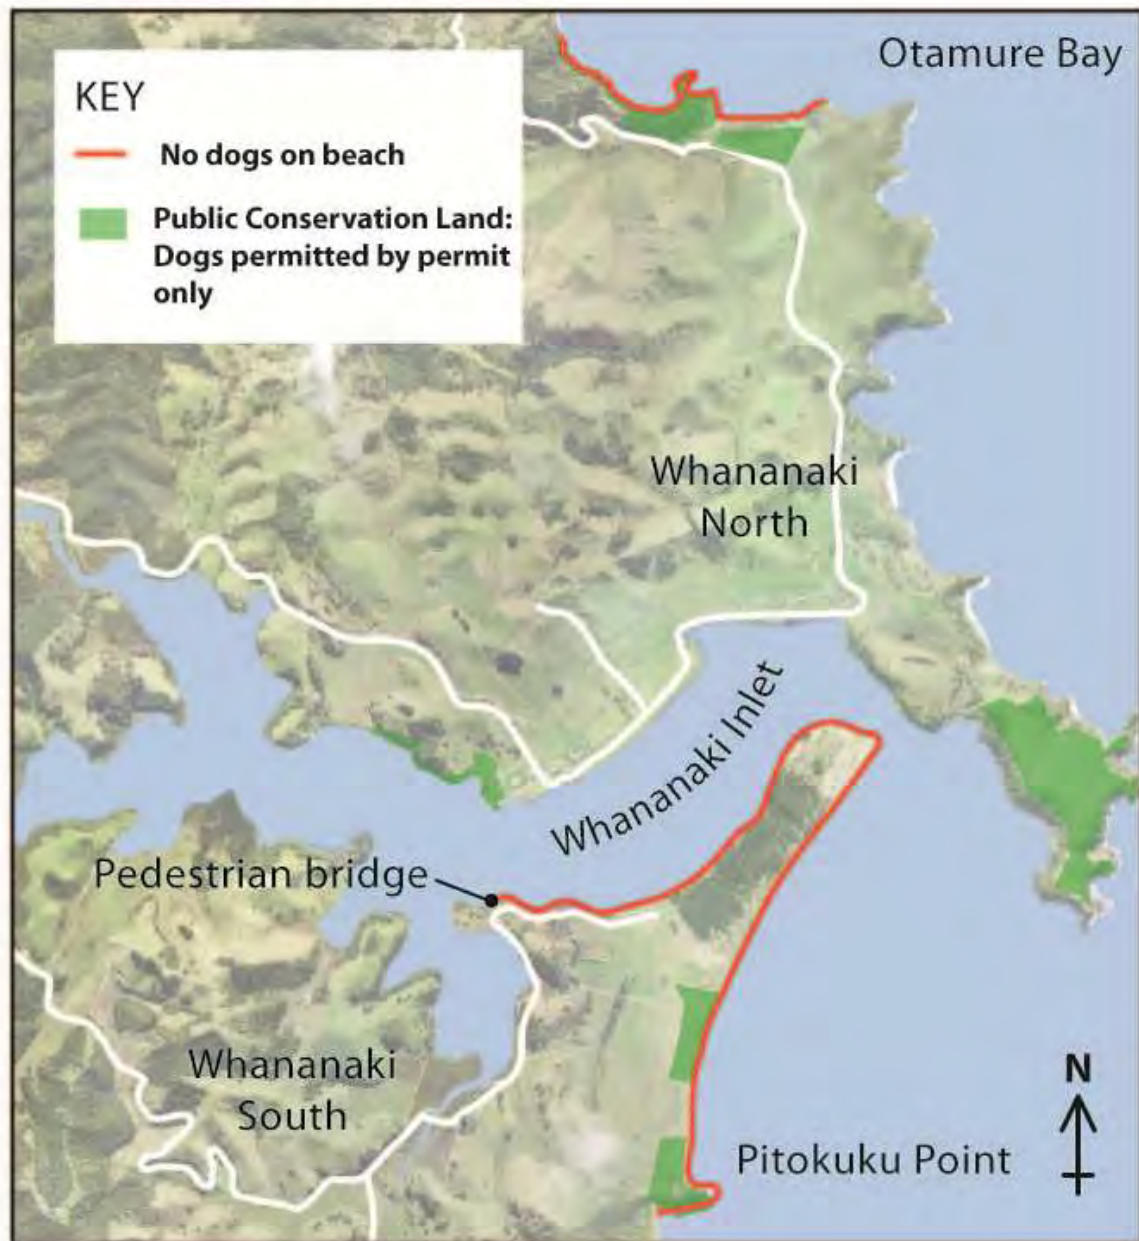 Otamure Bay
KEY
No dogs on beach
Public Conservation Land:
Dogs permitted by permit
only
Whananaki
North
Whananaki Inlet
Pedestrian bridge
Whananaki
South
N
Pitokuku Point